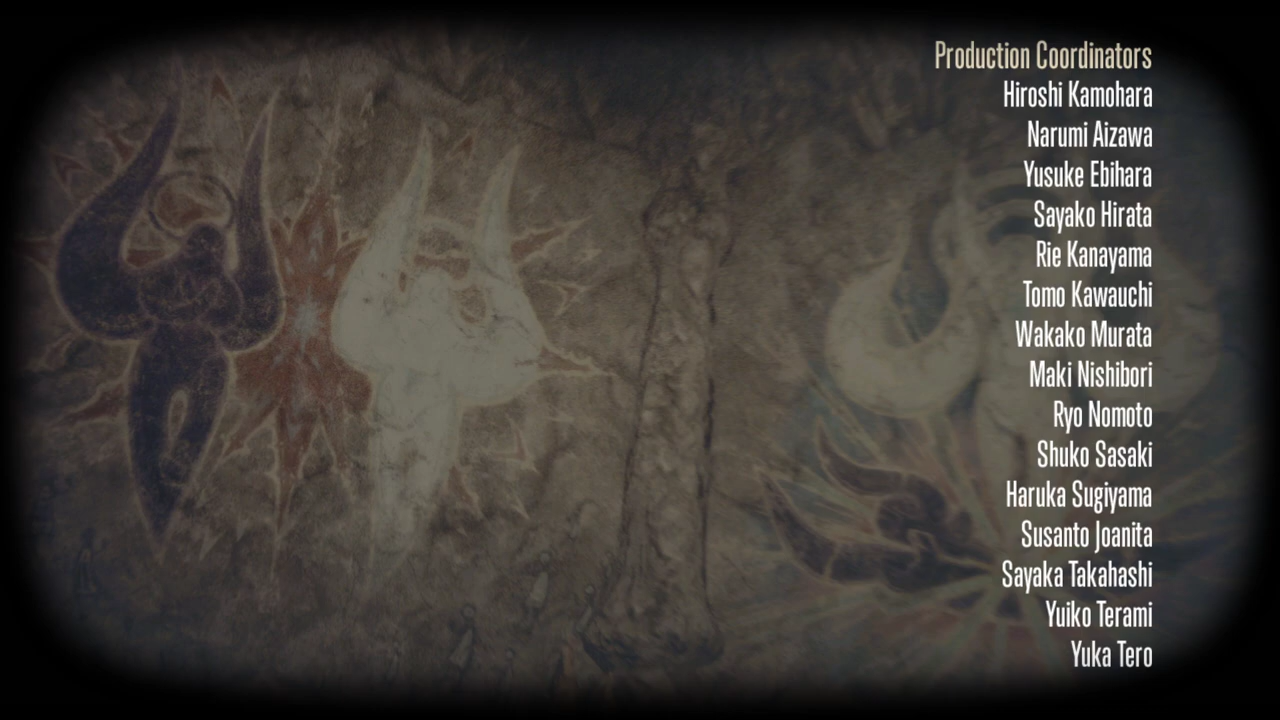 Production Coordinators
Hiroshi Kamohara
Narumi Aizawa
Yusuke Ebihara
Sayako Hirata
Rie Kanayama
Tomo Kawauchi
Wakako Murata
Maki Nishibori
Ryo Nomoto
Shuko Sasaki
Haruka Sugiyama
Susanto Joanita
Sayaka Takahashi
Yuiko Terami
Yuka Tero